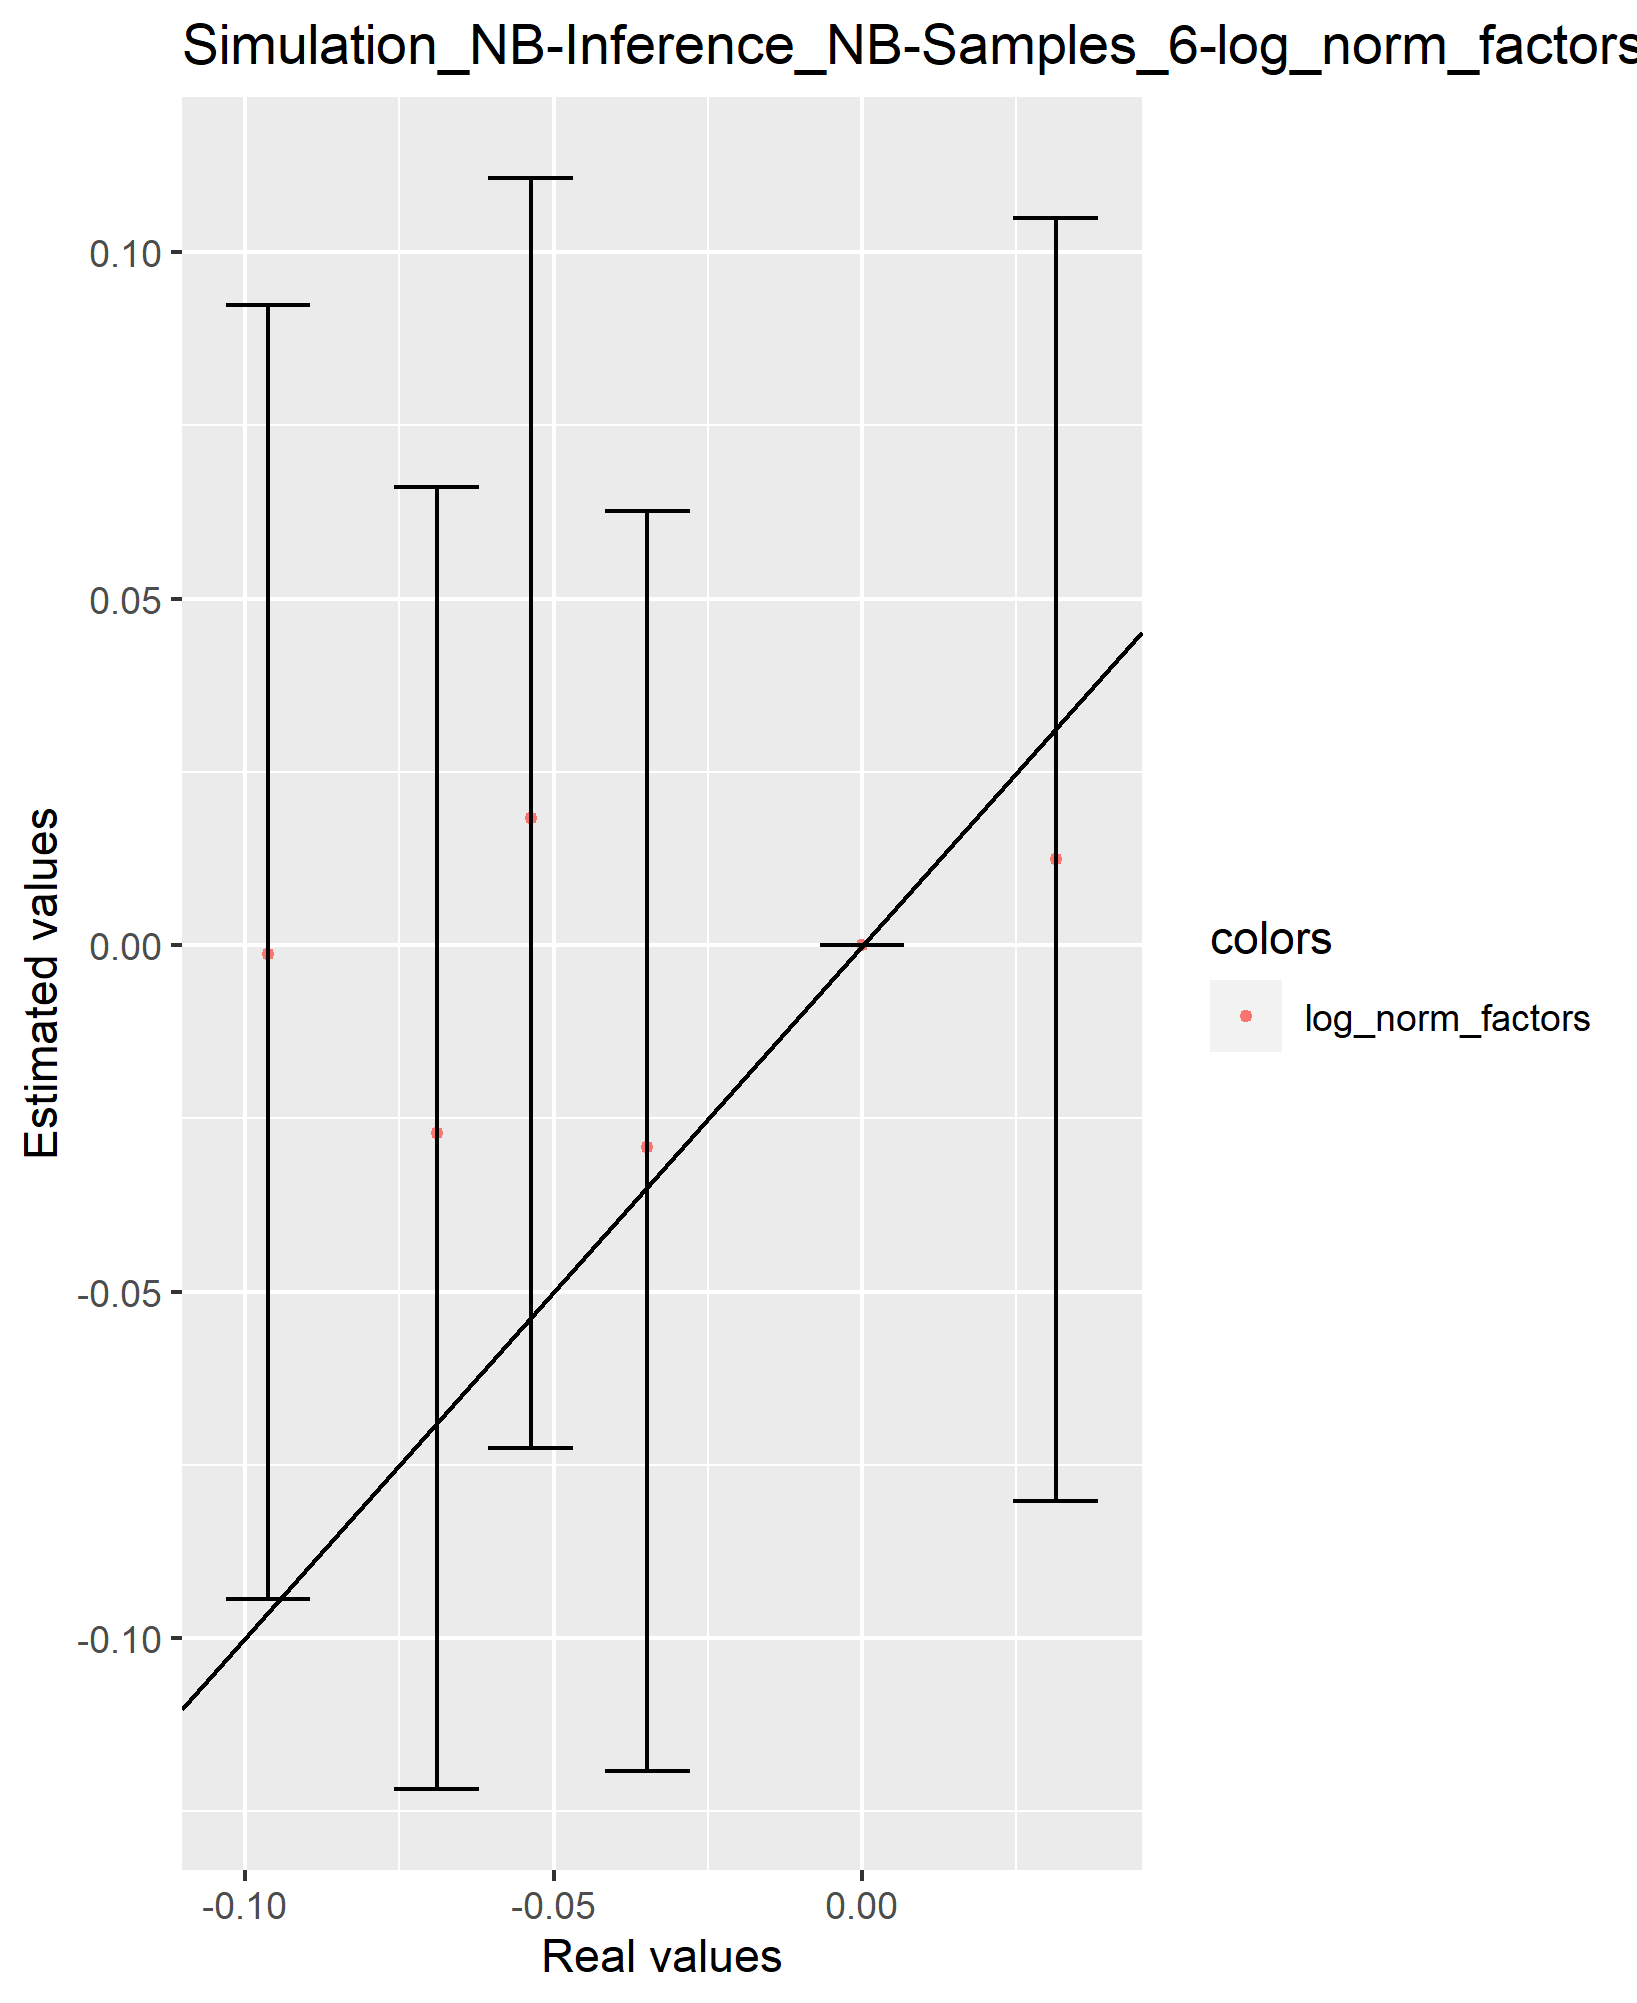 Simulation_NB-Inference_NB-Samples_6-log_norm_factors
0.10
0.05
0.00
-0.05
-0.10
Estimated values
-0.10 -0.05 0.00
Real values
colors
log_norm_factors